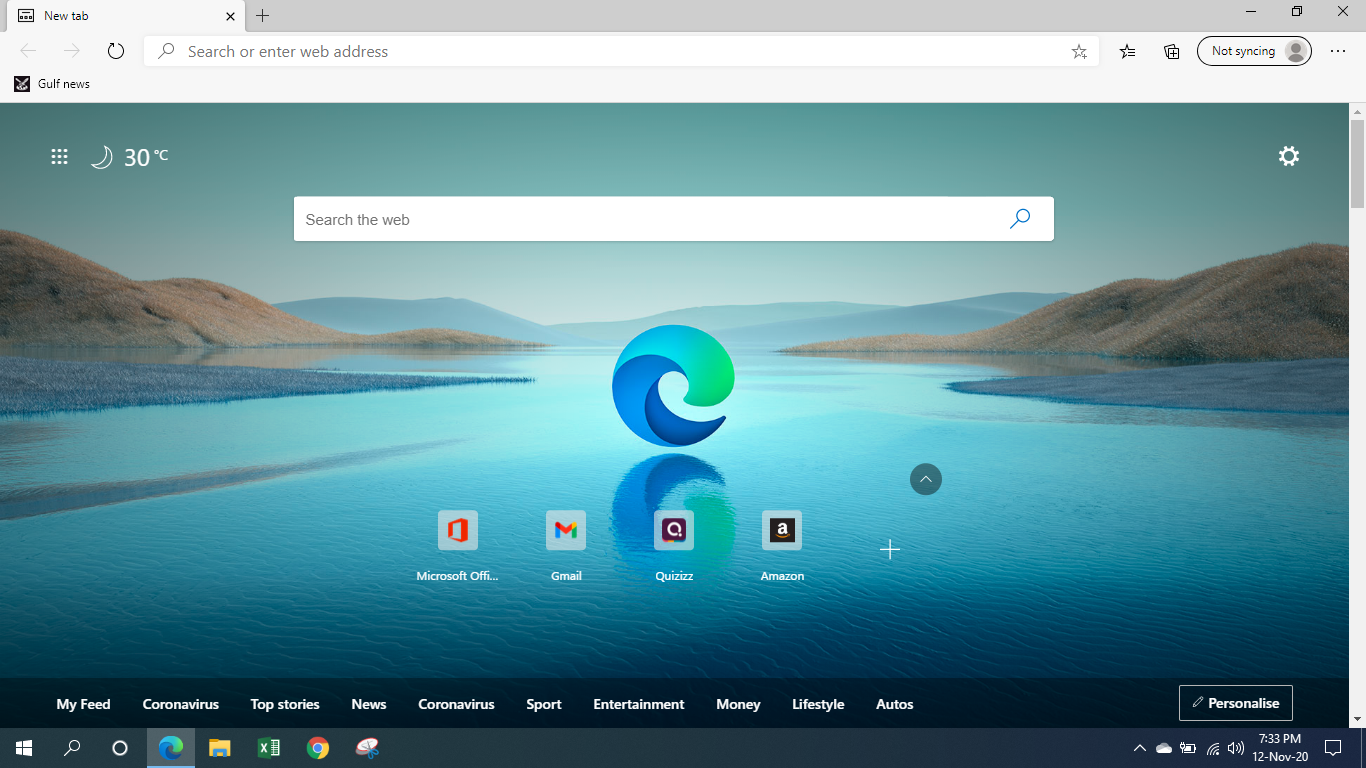 New tab
Search or enter web address
Not syncing
Gulf news
30 °C
Search the web
Microsoft Offi...
Gmail
Quizizz
Amazon
My Feed
Coronavirus
Top stories
News
Coronavirus
Sport
Entertainment
Money
Lifestyle
Autos
Personalise
7:33 PM
12-Nov-20